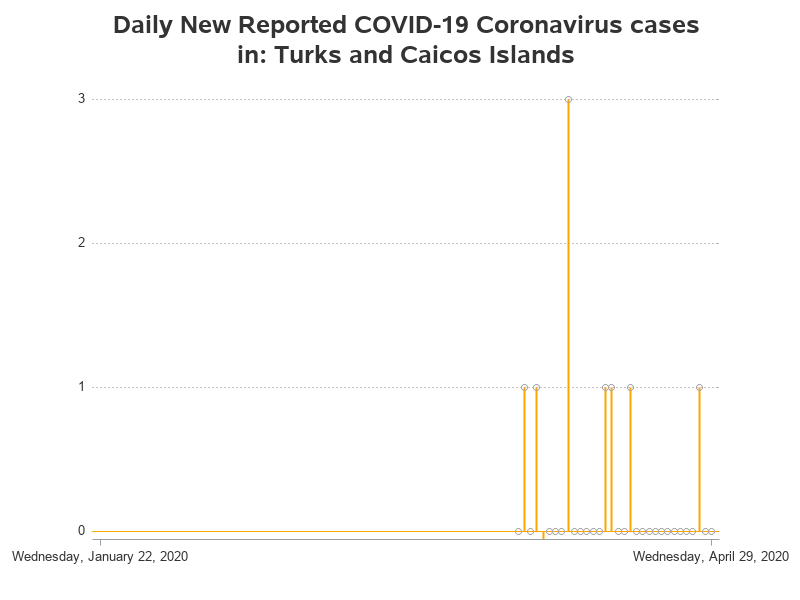 Daily New Reported COVID-19 Coronavirus cases
in: Turks and Caicos Islands
3
2
1
0
Wednesday, January 22, 2020
Wednesday, April 29, 2020